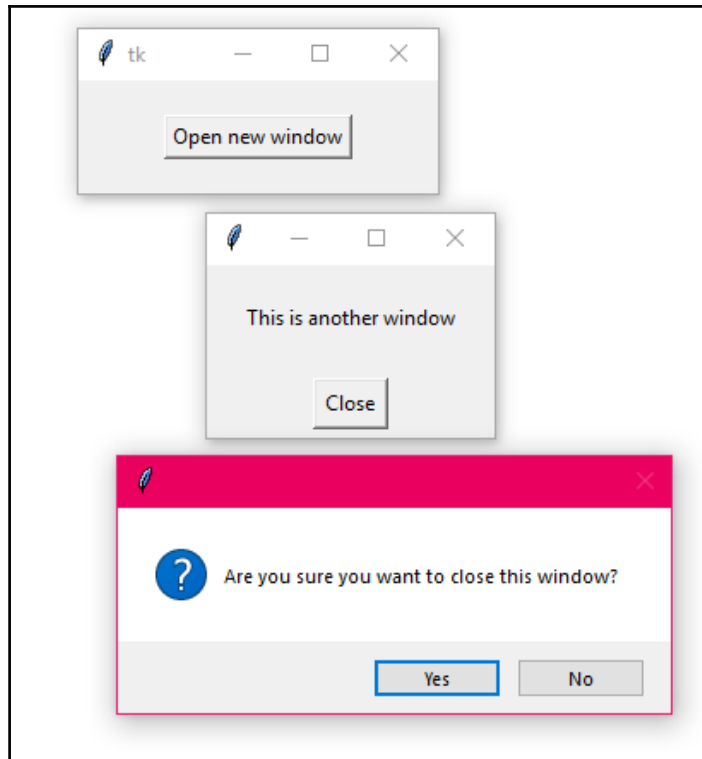 tk
Open new window
This is another window
Close
Are you sure you want to close this window?
Yes No